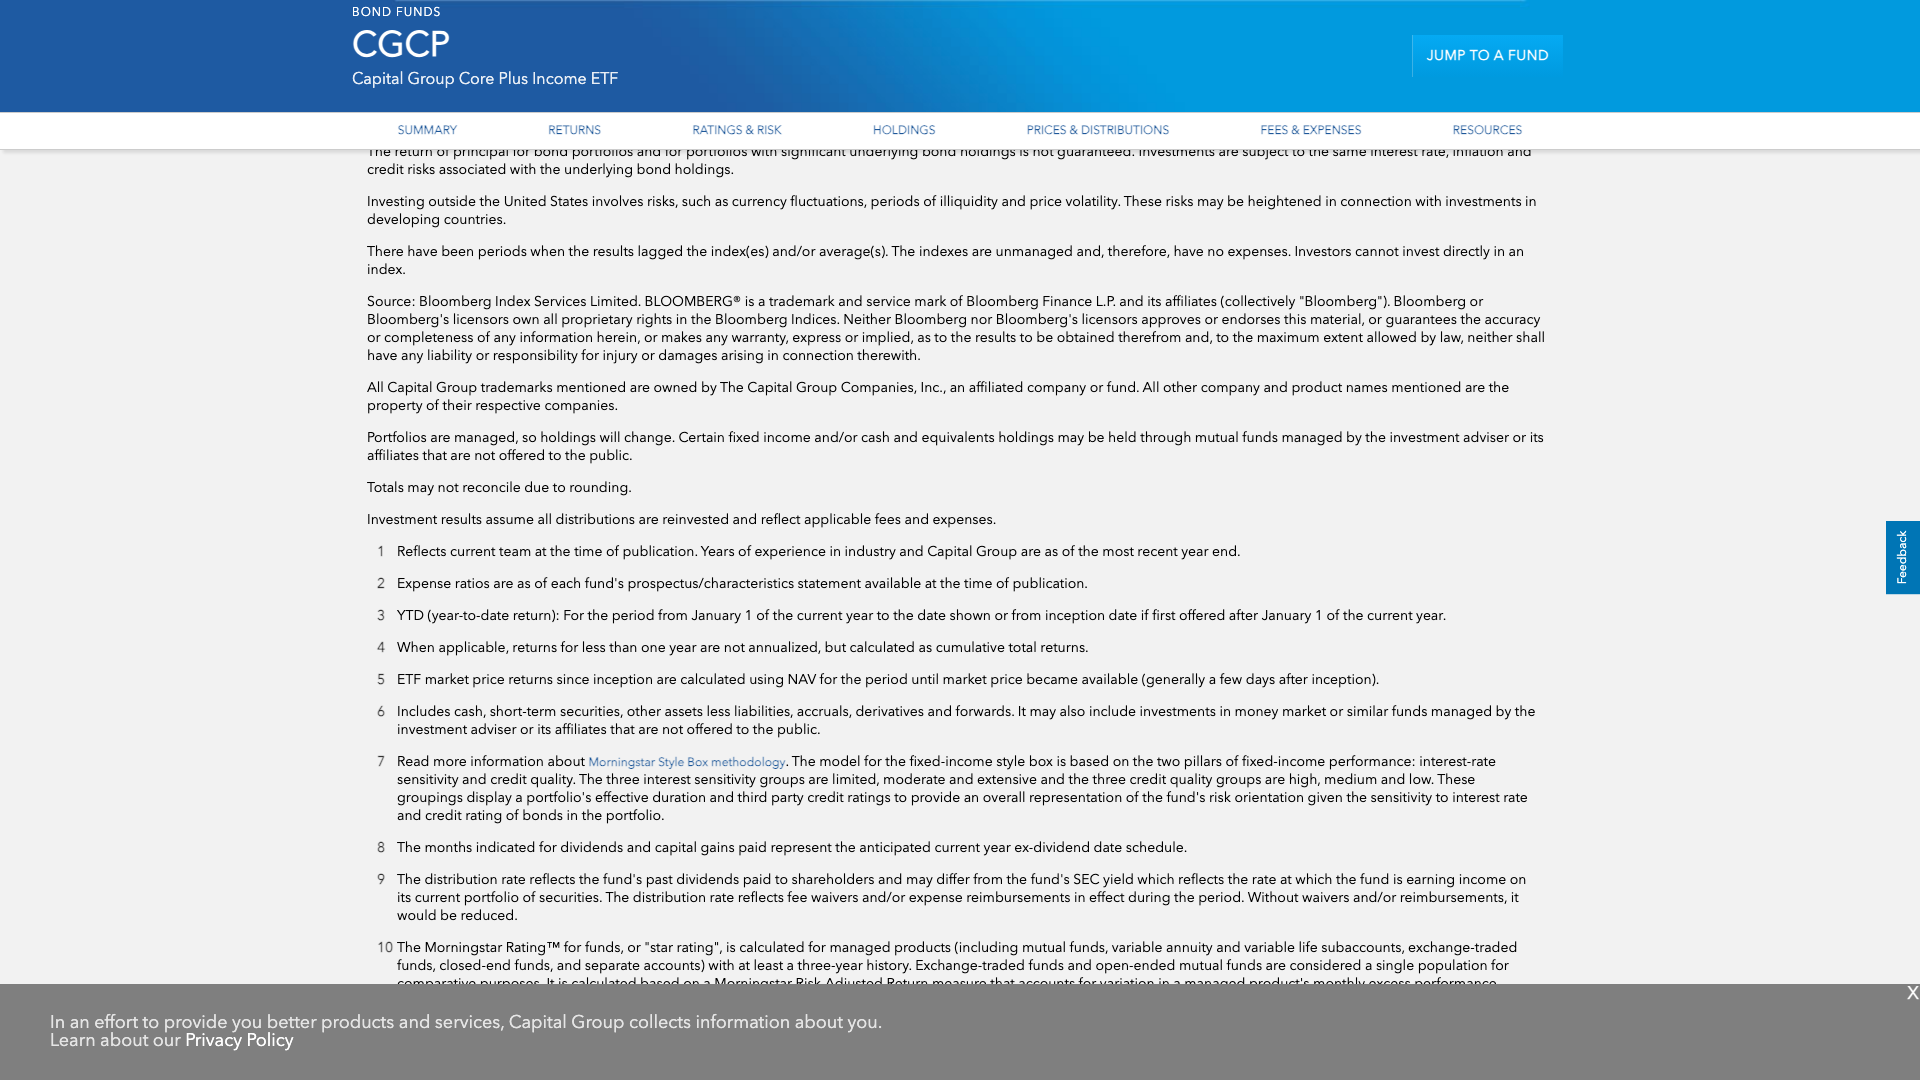 BOND FUNDS
CGCP
Capital Group Core Plus Income ETF
JUMP TO A FUND
SUMMARY
RETURNS
RATINGS & RISK
HOLDINGS
PRICES & DISTRIBUTIONS
FEES & EXPENSES
RESOURCES
The return of principal for bond portfolios and for portfolios with significant underlying bond holdings is not guaranteed. Investments are subject to the same interest rate, inflation and
credit risks associated with the underlying bond holdings.
Investing outside the United States involves risks, such as currency fluctuations, periods of illiquidity and price volatility. These risks may be heightened in connection with investments in
developing countries.
There have been periods when the results lagged the index(es) and/or average(s). The indexes are unmanaged and, therefore, have no expenses. Investors cannot invest directly in an
index.
Source: Bloomberg Index Services Limited. BLOOMBERG® is a trademark and service mark of Bloomberg Finance L.P. and its affiliates (collectively "Bloomberg"). Bloomberg or
Bloomberg's licensors own all proprietary rights in the Bloomberg Indices. Neither Bloomberg nor Bloomberg's licensors approves or endorses this material, or guarantees the accuracy
or completeness of any information herein, or makes any warranty, express or implied, as to the results to be obtained therefrom and, to the maximum extent allowed by law, neither shall
have any liability or responsibility for injury or damages arising in connection therewith.
All Capital Group trademarks mentioned are owned by The Capital Group Companies, Inc., an affiliated company or fund. All other company and product names mentioned are the
property of their respective companies.
Portfolios are managed, so holdings will change. Certain fixed income and/or cash and equivalents holdings may be held through mutual funds managed by the investment adviser or its
affiliates that are not offered to the public.
Totals may not reconcile due to rounding.
Investment results assume all distributions are reinvested and reflect applicable fees and expenses.
1 Reflects current team at the time of publication. Years of experience in industry and Capital Group are as of the most recent year end.
2 Expense ratios are as of each fund's prospectus/characteristics statement available at the time of publication.
3 YTD (year-to-date return): For the period from January 1 of the current year to the date shown or from inception date if first offered after January 1 of the current year.
4 When applicable, returns for less than one year are not annualized, but calculated as cumulative total returns.
5 ETF market price returns since inception are calculated using NAV for the period until market price became available (generally a few days after inception).
6 Includes cash, short-term securities, other assets less liabilities, accruals, derivatives and forwards. It may also include investments in money market or similar funds managed by the
investment adviser or its affiliates that are not offered to the public.
7 Read more information about Morningstar Style Box methodology. The model for the fixed-income style box is based on the two pillars of fixed-income performance: interest-rate
sensitivity and credit quality. The three interest sensitivity groups are limited, moderate and extensive and the three credit quality groups are high, medium and low. These
groupings display a portfolio's effective duration and third party credit ratings to provide an overall representation of the fund's risk orientation given the sensitivity to interest rate
and credit rating of bonds in the portfolio.
8 The months indicated for dividends and capital gains paid represent the anticipated current year ex-dividend date schedule.
9 The distribution rate reflects the fund's past dividends paid to shareholders and may differ from the fund's SEC yield which reflects the rate at which the fund is earning income on
its current portfolio of securities. The distribution rate reflects fee waivers and/or expense reimbursements in effect during the period. Without waivers and/or reimbursements, it
would be reduced.
10 The Morningstar Rating™ for funds, or "star rating", is calculated for managed products (including mutual funds, variable annuity and variable life subaccounts, exchange-traded
funds, closed-end funds, and separate accounts) with at least a three-year history. Exchange-traded funds and open-ended mutual funds are considered a single population for
comparative purposes. It is calculated based on a Morningstar Risk-Adjusted Return measure that accounts for variation in a managed product's monthly excess performance
Feedback
X
In an effort to provide you better products and services, Capital Group collects information about you.
Learn about our Privacy Policy